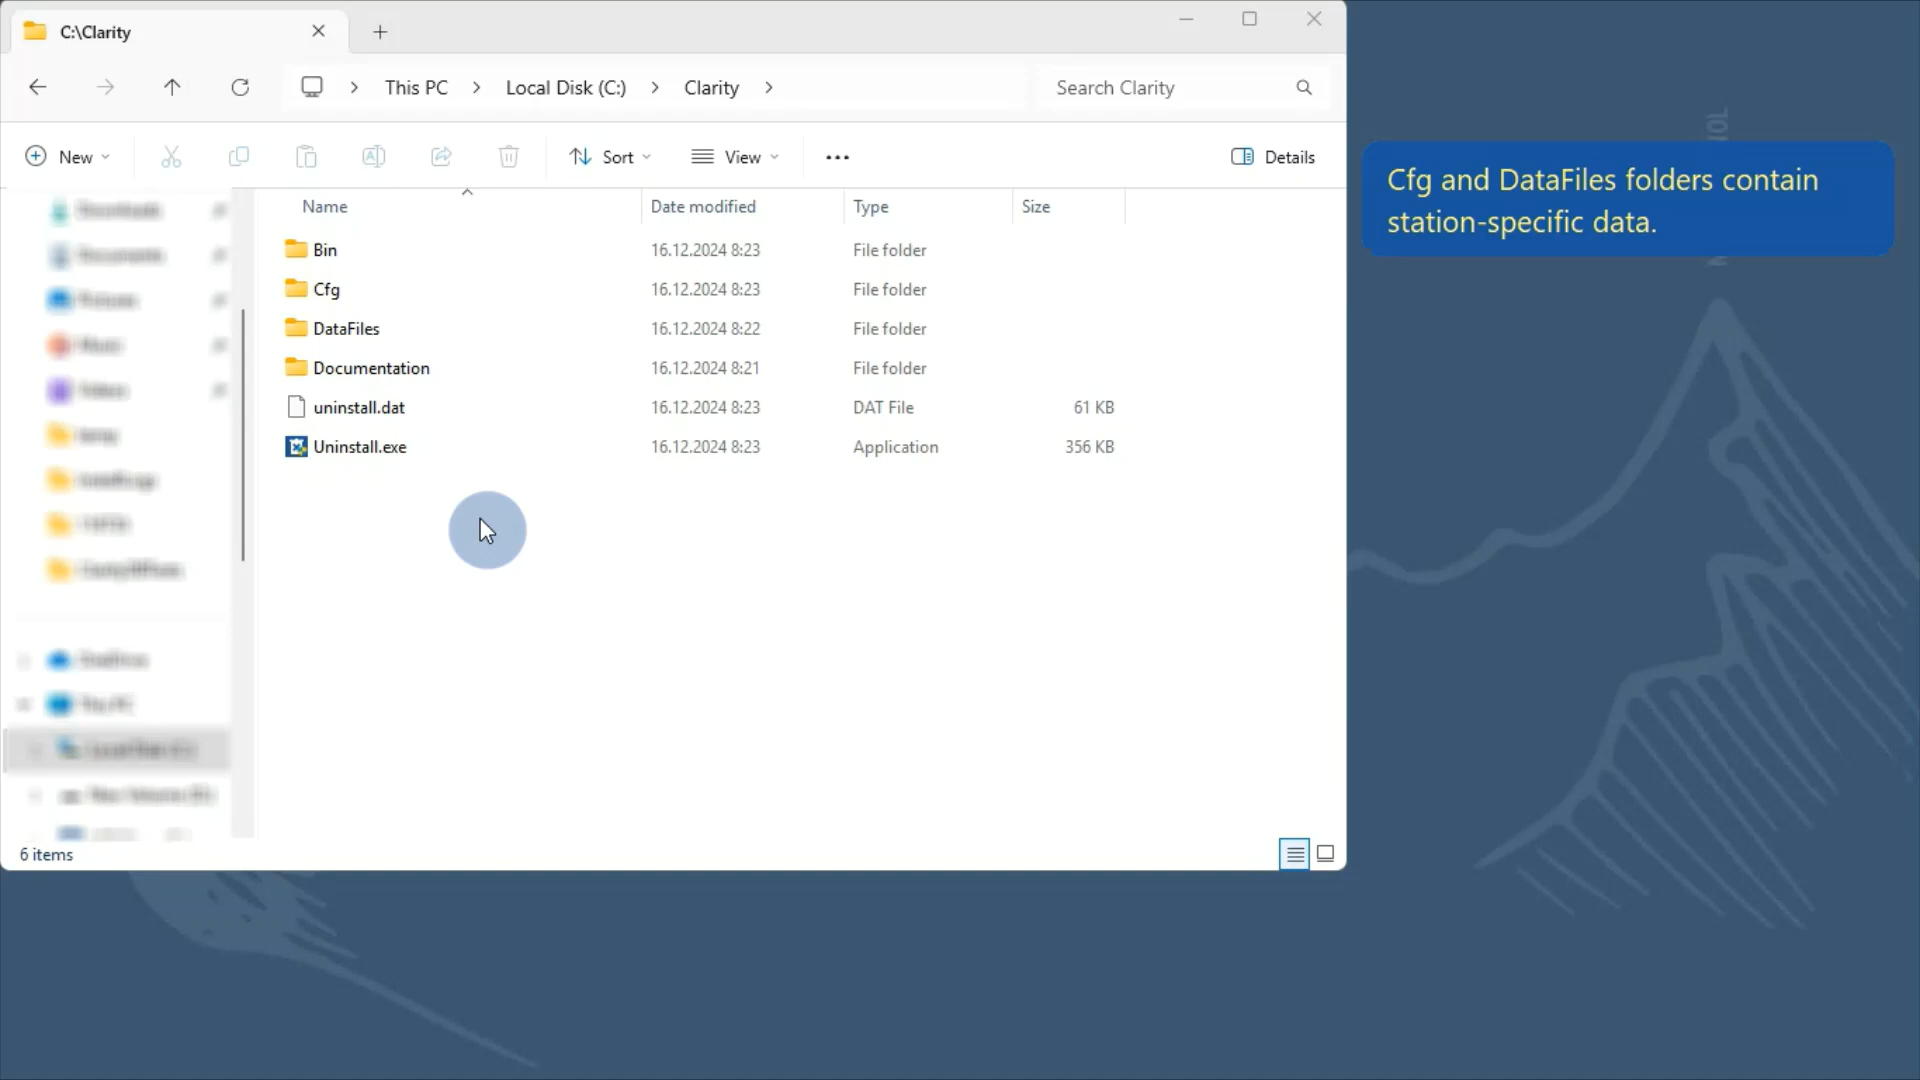 C:\Clarity
This PC
Local Disk (C:)
Clarity
Search Clarity
New
Sort
View
Details
Cfg and DataFiles folders contain
station-specific data.
Name Date modified Type Size
Bin 16.12.2024 8:23 File folder
Cfg 16.12.2024 8:23 File folder
DataFiles 16.12.2024 8:22 File folder
Documentation 16.12.2024 8:21 File folder
uninstall.dat 16.12.2024 8:23 DAT File 61 KB
Uninstall.exe 16.12.2024 8:23 Application 356 KB
6 items